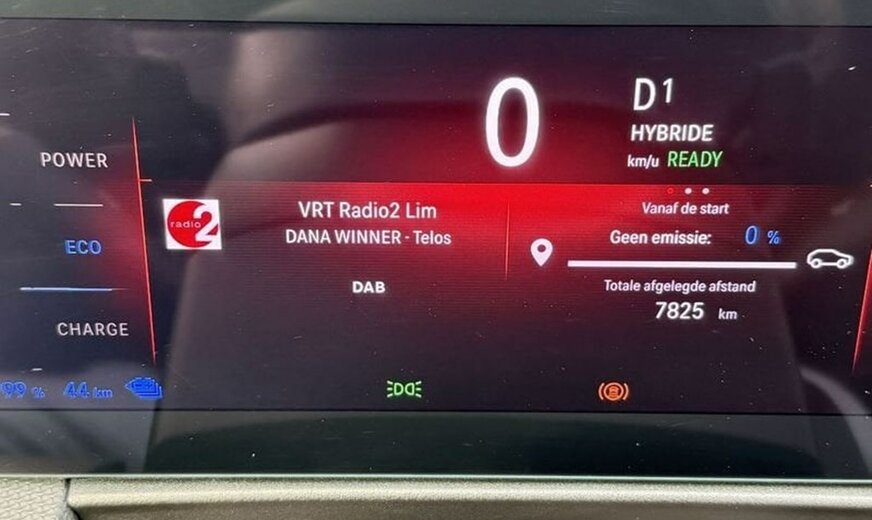 0
D1
HYBRIDE
km/u READY
POWER
ECO
CHARGE
99 % 44 km
radio 2
VRT Radio2 Lim
DANA WINNER - Telos
DAB
Vanaf de start
Geen emissie: 0 %
Totale afgelegde afstand
7825 km